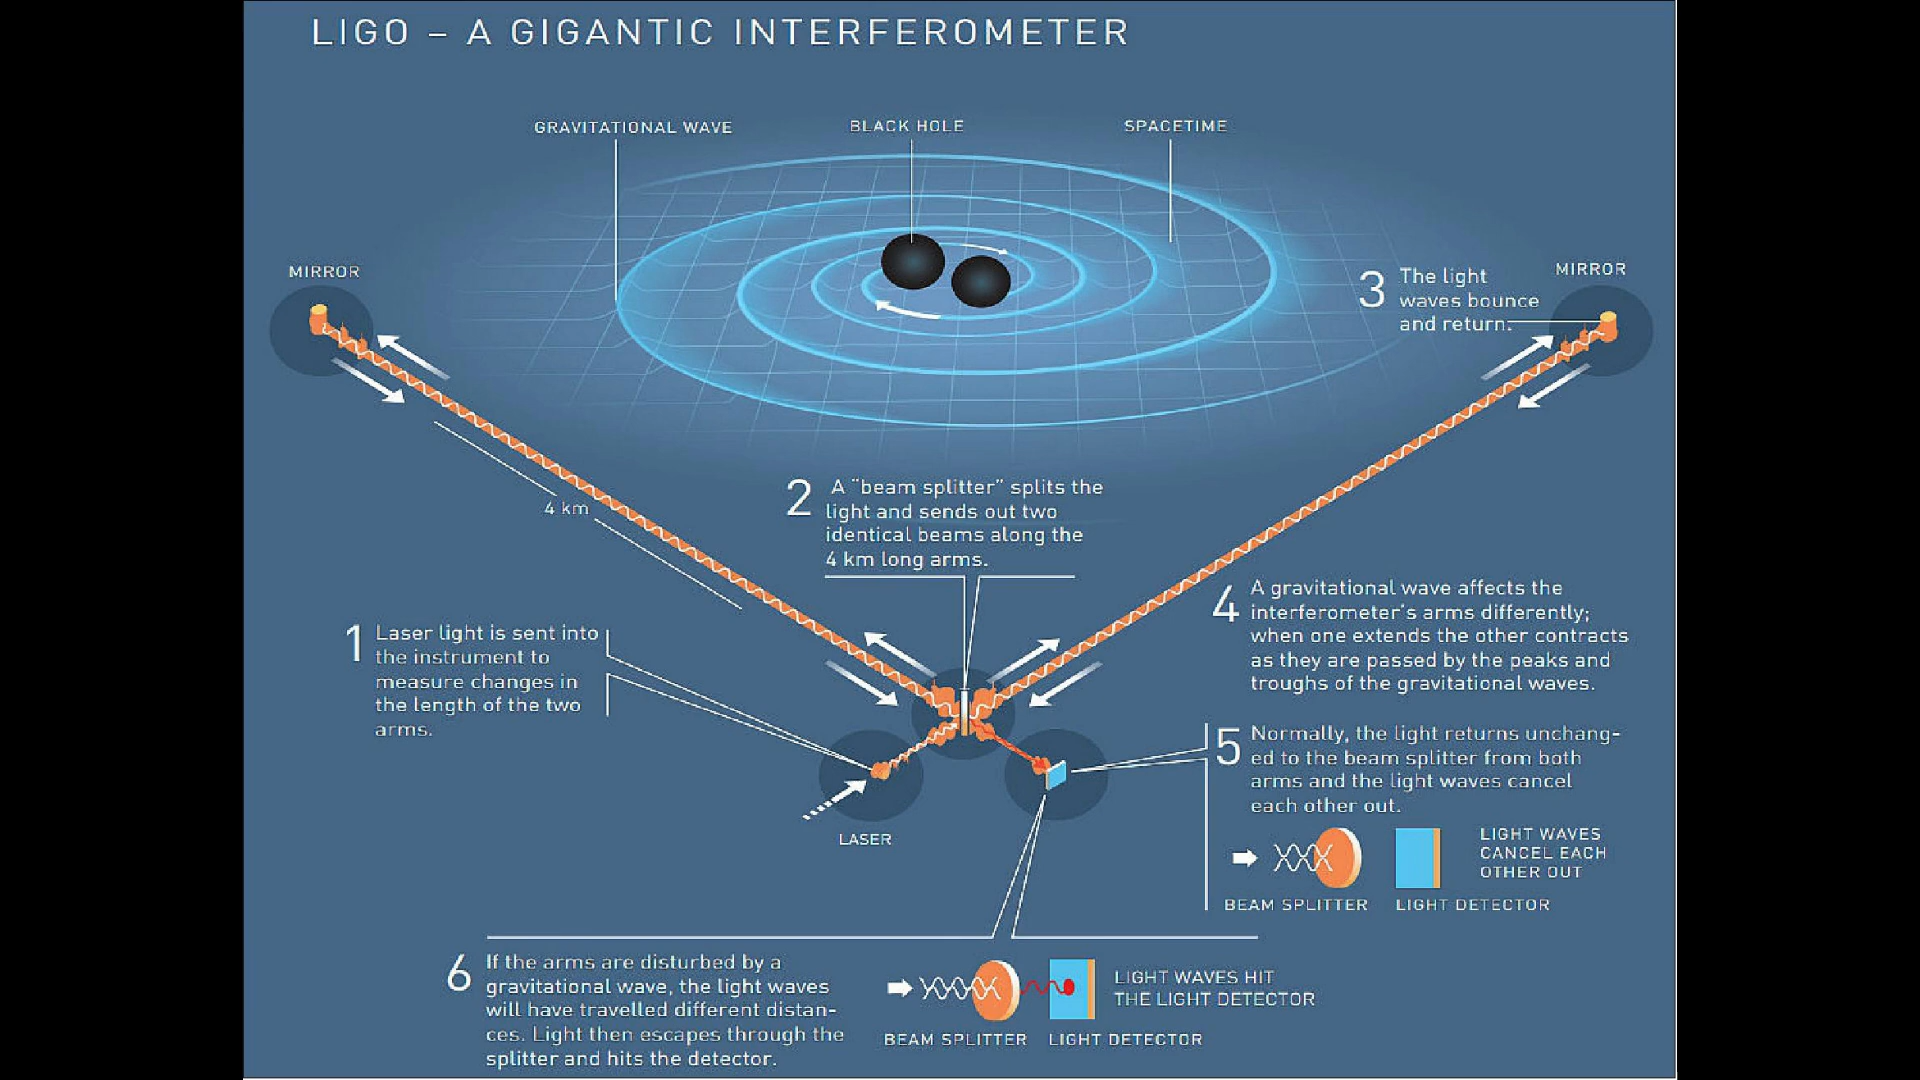 LIGO – A GIGANTIC INTERFEROMETER
GRAVITATIONAL WAVE
BLACK HOLE
SPACETIME
MIRROR
MIRROR
3
The light
waves bounce
and return.
4 km
2
A "beam splitter” splits the
light and sends out two
identical beams along the
4 km long arms.
1
Laser light is sent into
the instrument to
measure changes in
the length of the two
arms.
4
A gravitational wave affects the
interferometer's arms differently;
when one extends the other contracts
as they are passed by the peaks and
troughs of the gravitational waves.
5
Normally, the light returns unchang-
ed to the beam splitter from both
arms and the light waves cancel
each other out.
LASER
LIGHT WAVES
CANCEL EACH
OTHER OUT
BEAM SPLITTER
LIGHT DETECTOR
6
If the arms are disturbed by a
gravitational wave, the light waves
will have travelled different distan-
ces. Light then escapes through the
splitter and hits the detector.
LIGHT WAVES HIT
THE LIGHT DETECTOR
BEAM SPLITTER
LIGHT DETECTOR